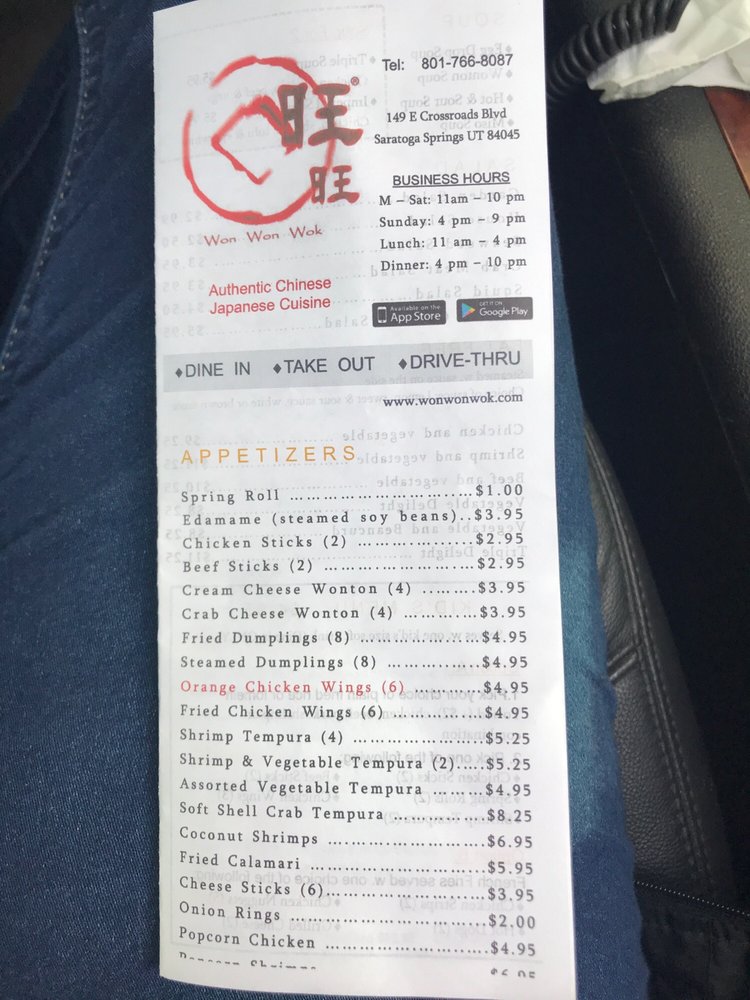 旺®
旺
Won Won Wok
Authentic Chinese
Japanese Cuisine
Tel: 801-766-8087
149 E Crossroads Blvd
Saratoga Springs UT 84045
BUSINESS HOURS
M – Sat: 11am – 10 pm
Sunday: 4 pm – 9 pm
Lunch: 11 am – 4 pm
Dinner: 4 pm – 10 pm
Available on the
App Store
GET IT ON
Google Play
♦DINE IN ♦TAKE OUT ♦DRIVE-THRU
www.wonwonwok.com
APPETIZERS
Spring Roll ..............................$1.00
Edamame (steamed soy beans)..$3.95
Chicken Sticks (2) ...................$2.95
Beef Sticks (2) ........................$2.95
Cream Cheese Wonton (4) .........$3.95
Crab Cheese Wonton (4) ............$3.95
Fried Dumplings (8) .................$4.95
Steamed Dumplings (8) .............$4.95
Orange Chicken Wings (6) ..........$4.95
Fried Chicken Wings (6).............$4.95
Shrimp Tempura (4) .................$5.25
Shrimp & Vegetable Tempura (2).....$5.25
Assorted Vegetable Tempura .......$4.95
Soft Shell Crab Tempura ............$8.25
Coconut Shrimps .....................$6.95
Fried Calamari .......................$5.95
Cheese Sticks (6).....................$3.95
Onion Rings ..........................$2.00
Popcorn Chicken .....................$4.95